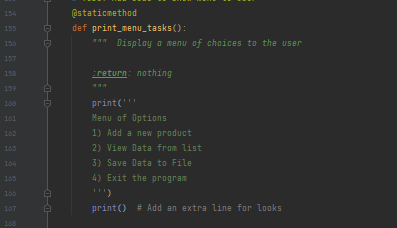 154 @staticmethod
155 def print_menu_tasks():
156 """ Display a menu of choices to the user
157
158 :return: nothing
159 """
160 print('''
161 Menu of Options
162 1) Add a new product
163 2) View Data from list
164 3) Save Data to File
165 4) Exit the program
166 ''')
167 print() # Add an extra line for looks
168